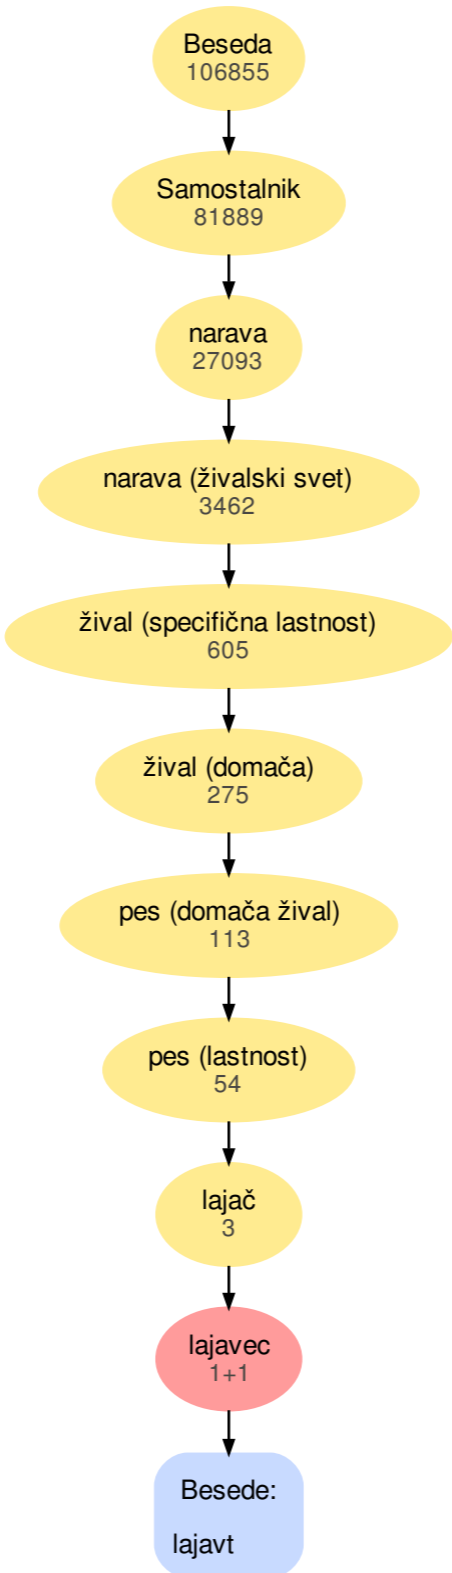 Beseda
106855
Samostalnik
81889
narava
27093
narava (živalski svet)
3462
žival (specifična lastnost)
605
žival (domača)
275
pes (domača žival)
113
pes (lastnost)
54
lajač
3
lajavec
1+1
Besede:
lajavt